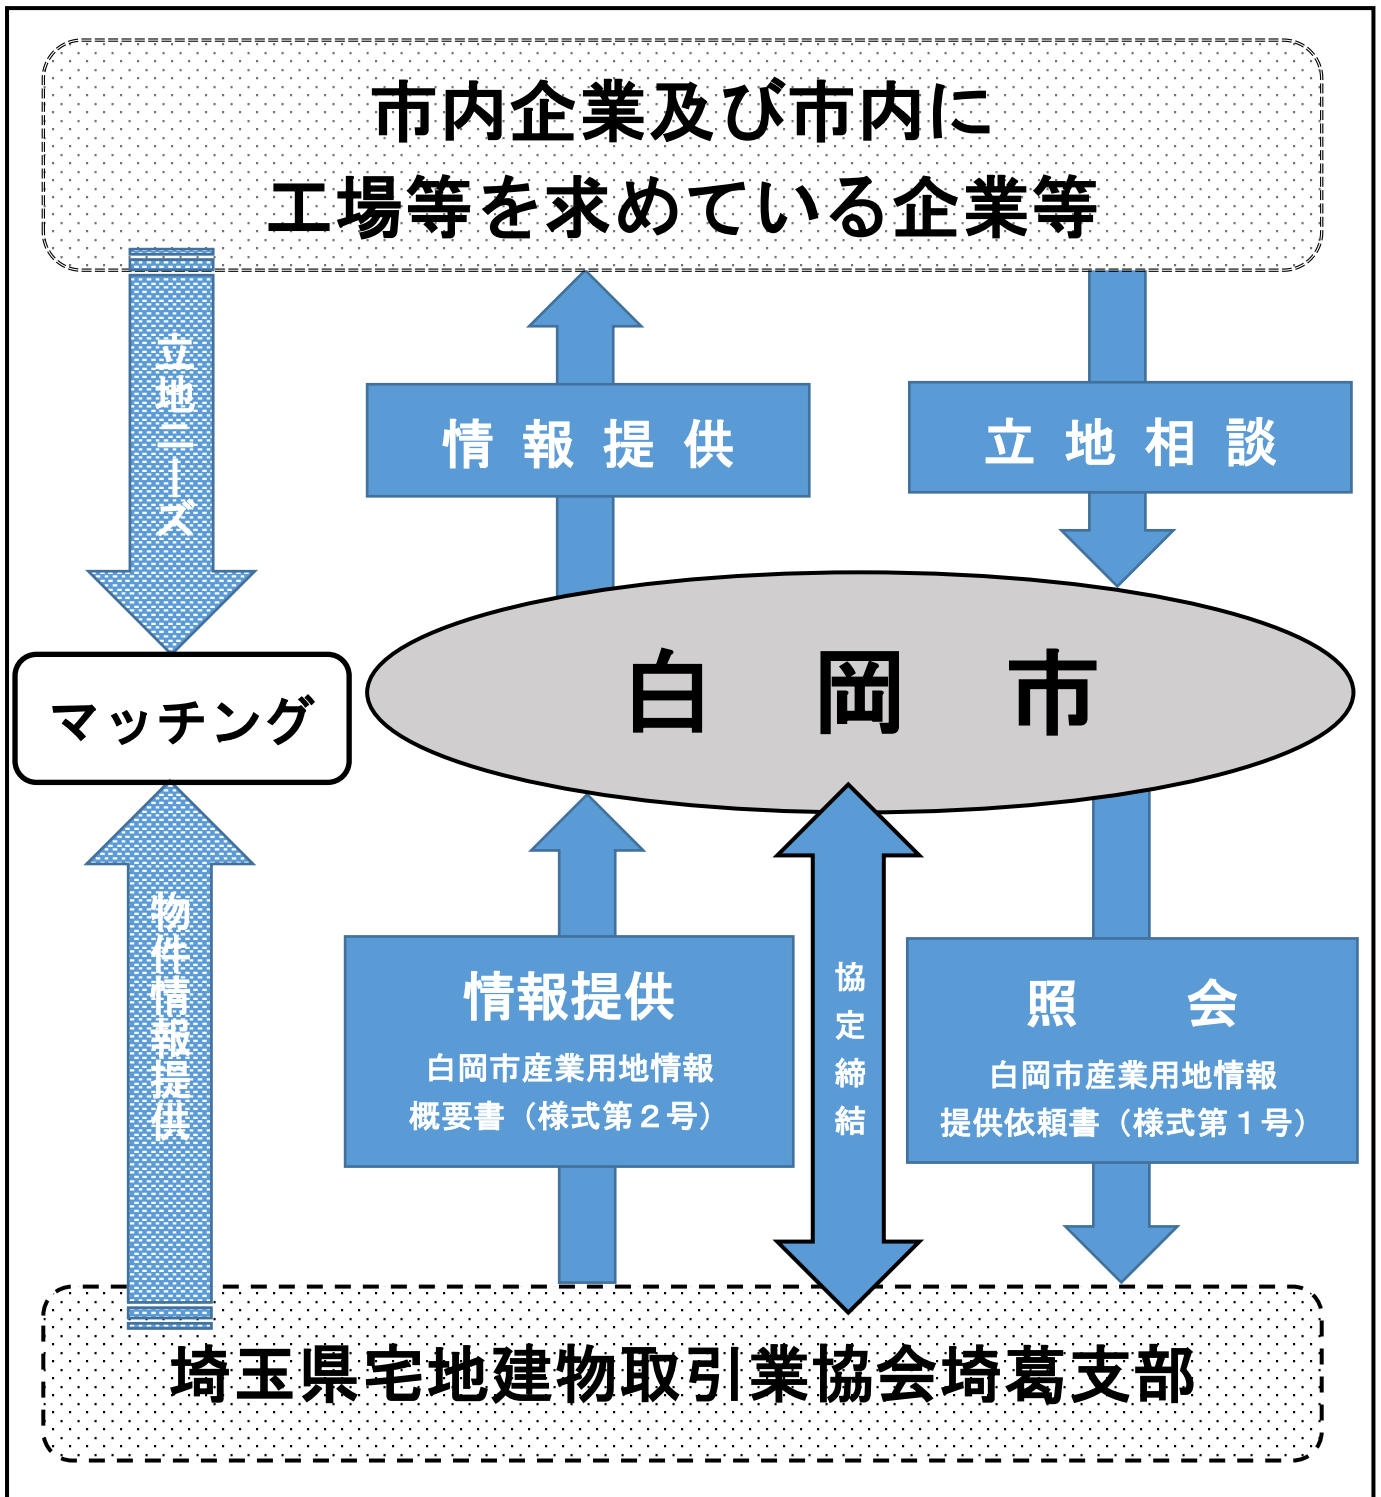 市内企業及び市内に
工場等を求めている企業等
立地ニーズ
情報提供
立地相談
白岡市
マッチング
物件情報提供
情報提供
白岡市産業用地情報
概要書（様式第２号）
協定締結
照会
白岡市産業用地情報
提供依頼書（様式第１号）
埼玉県宅地建物取引業協会埼葛支部